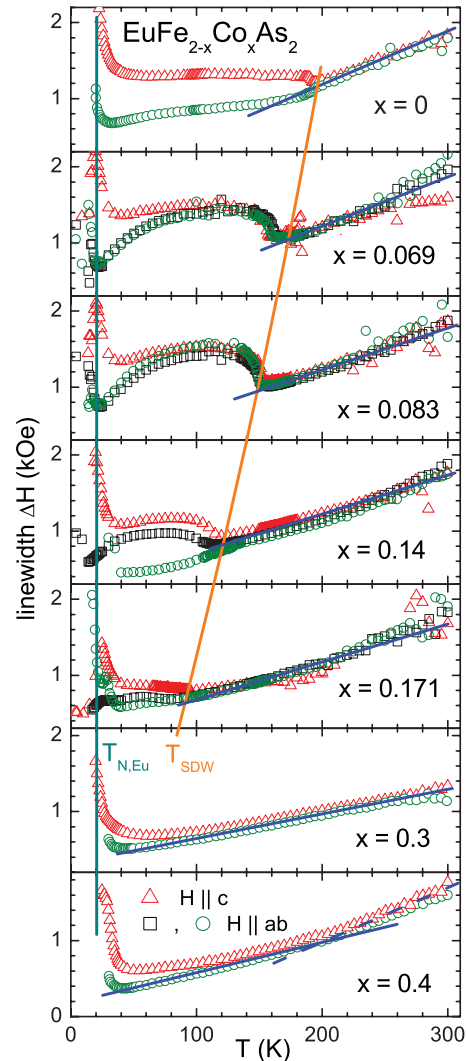 EuFe2-xCoxAs2
2
1
x = 0
2
1
x = 0.069
2
1
x = 0.083
2
1
x = 0.14
2
1
x = 0.171
linewidth ΔH (kOe)
2
1
TN,Eu
TSDW
x = 0.3
2
1
0
△ H || c
□ , ○ H || ab
x = 0.4
0 100 200 300
T (K)